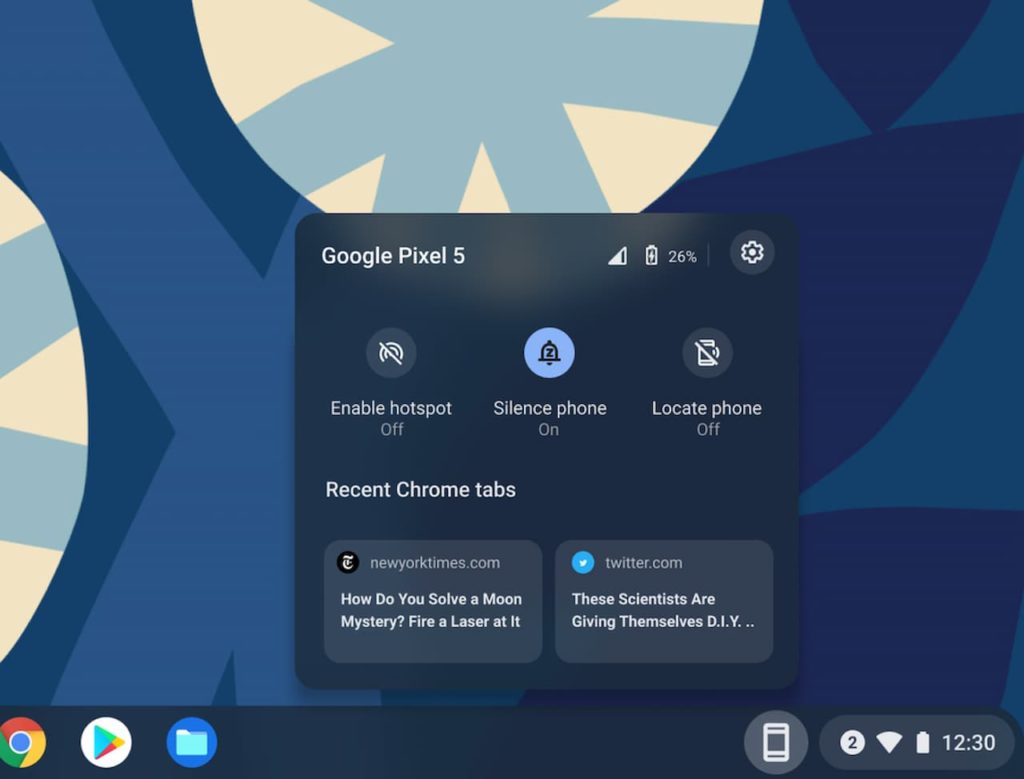 Google Pixel 5
26%
Enable hotspot
Off
Silence phone
On
Locate phone
Off
Recent Chrome tabs
newyorktimes.com
How Do You Solve a Moon
Mystery? Fire a Laser at It
twitter.com
These Scientists Are
Giving Themselves D.I.Y. ..
2
12:30